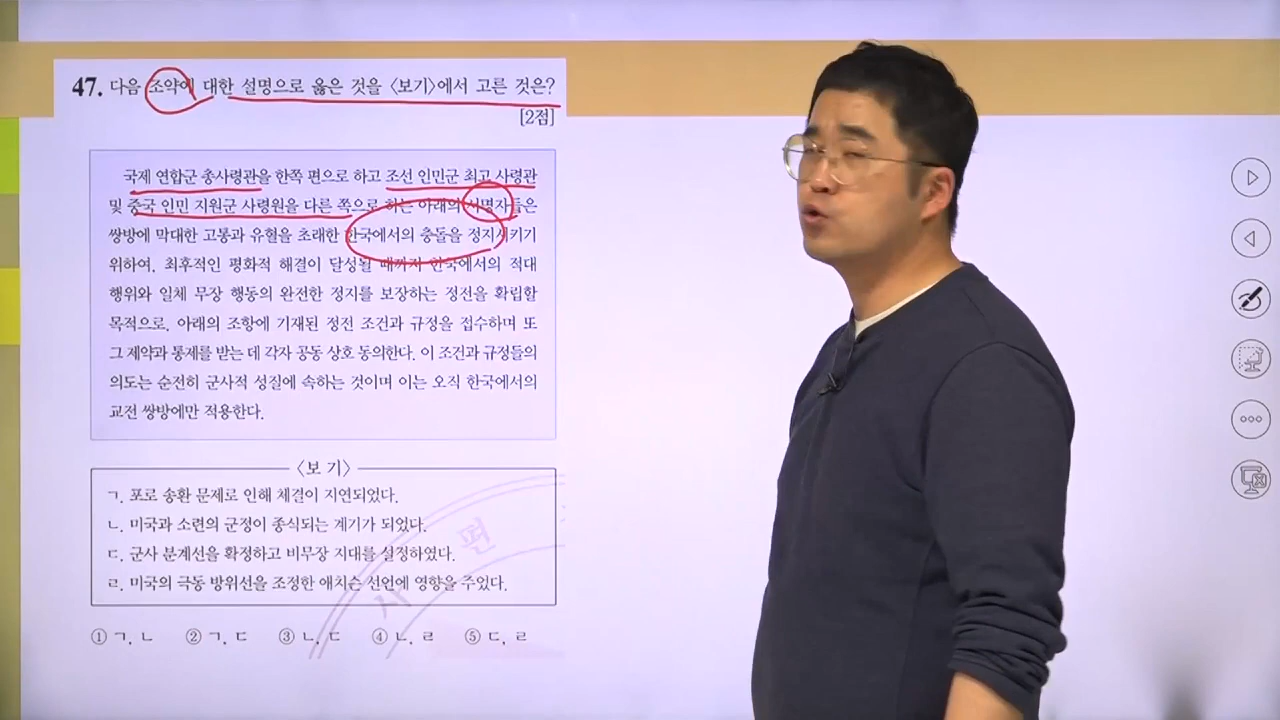 47. 다음 조약에 대한 설명으로 옳은 것을 〈보기〉에서 고른 것은?
[2점]
국제 연합군 총사령관을 한쪽 편으로 하고 조선 인민군 최고 사령관
및 중국 인민 지원군 사령원을 다른 쪽으로 하는 아래의 서명자들은
쌍방에 막대한 고통과 유혈을 초래한 한국에서의 충돌을 정지시키기
위하여, 최후적인 평화적 해결이 달성될 때까지 한국에서의 적대
행위와 일체 무장 행동의 완전한 정지를 보장하는 정전을 확립할
목적으로, 아래의 조항에 기재된 정전 조건과 규정을 접수하며 또
그 제약과 통제를 받는 데 각자 공동 상호 동의한다. 이 조건과 규정들의
의도는 순전히 군사적 성질에 속하는 것이며 이는 오직 한국에서의
교전 쌍방에만 적용한다.
〈보 기〉
ㄱ. 포로 송환 문제로 인해 체결이 지연되었다.
ㄴ. 미국과 소련의 군정이 종식되는 계기가 되었다.
ㄷ. 군사 분계선을 확정하고 비무장 지대를 설정하였다.
ㄹ. 미국의 극동 방위선을 조정한 애치슨 선언에 영향을 주었다.
① ㄱ, ㄴ ② ㄱ, ㄷ ③ ㄴ, ㄷ ④ ㄴ, ㄹ ⑤ ㄷ, ㄹ
사 편